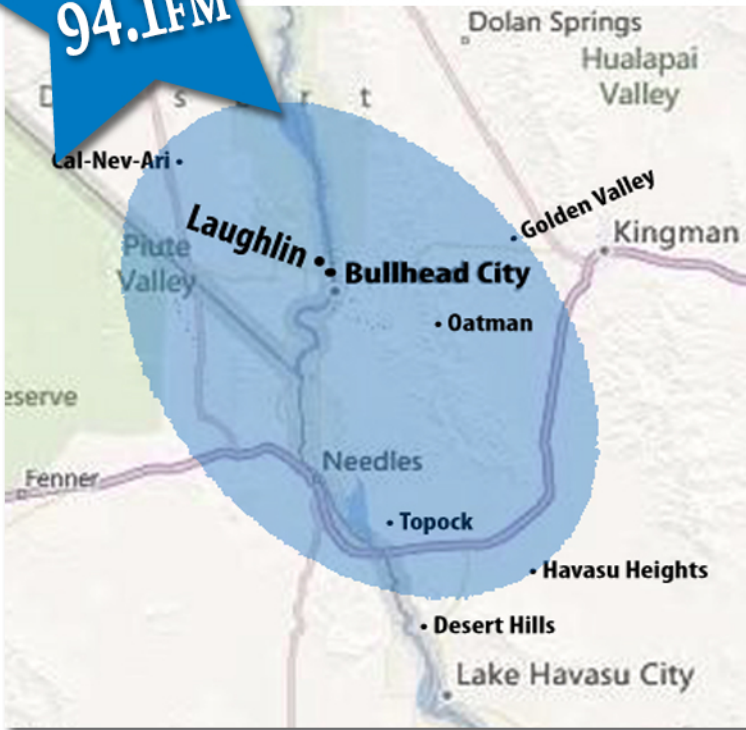 94.1FM
Dolan Springs
Hualapai
Valley
D s e r t
Cal-Nev-Ari
Golden Valley
Kingman
Laughlin
Piute
Valley
Bullhead City
Oatman
eserve
Needles
Fenner
Topock
Havasu Heights
Desert Hills
Lake Havasu City